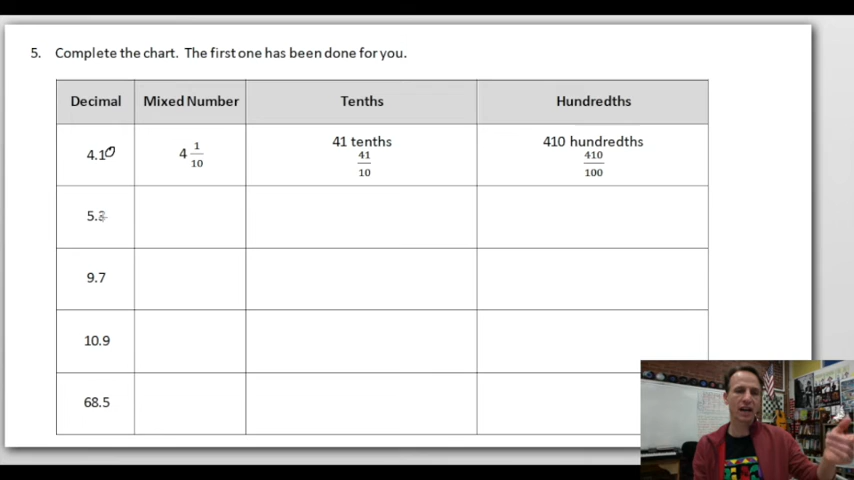 5. Complete the chart. The first one has been done for you.
Decimal Mixed Number Tenths Hundredths
4.10 4 1/10 41 tenths 41/10 410 hundredths 410/100
5.3
9.7
10.9
68.5